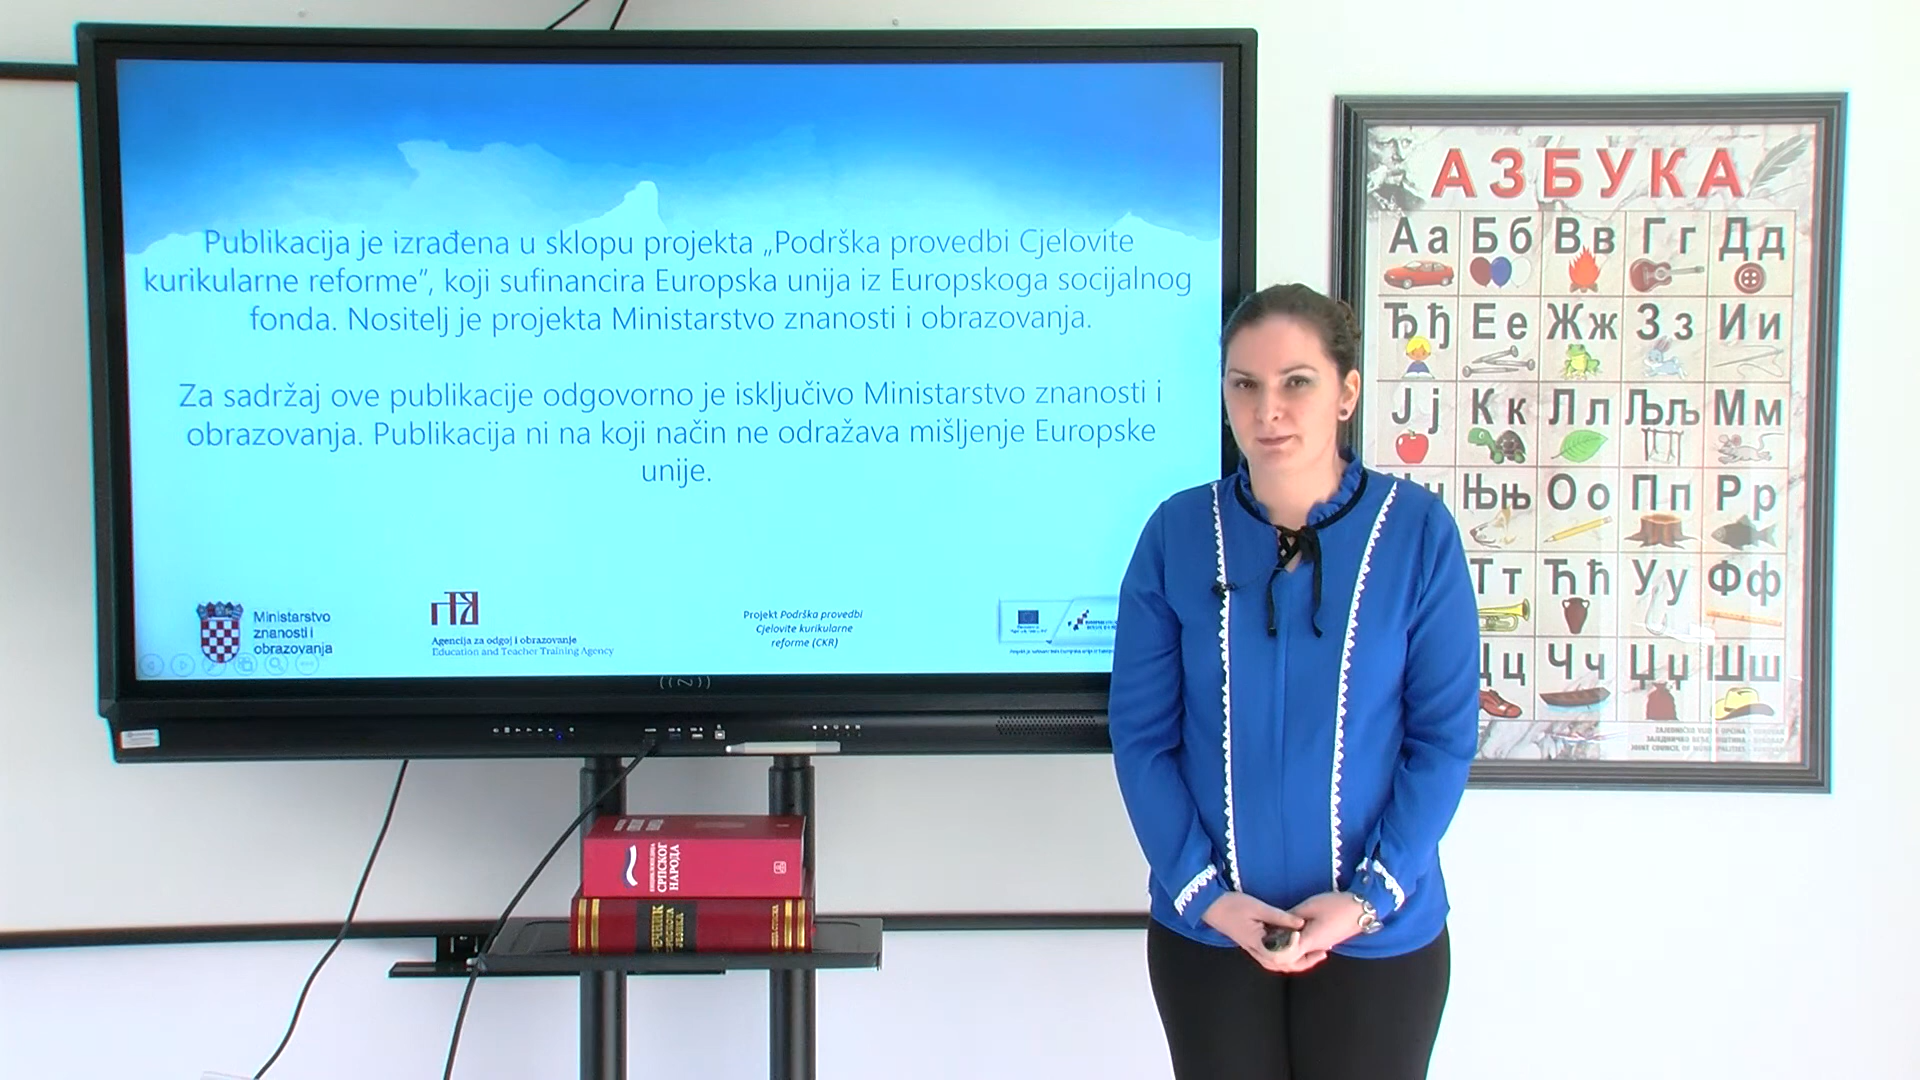 Publikacija je izrađena u sklopu projekta „Podrška provedbi Cjelovite
kurikularne reforme”, koji sufinancira Europska unija iz Europskoga socijalnog
fonda. Nositelj je projekta Ministarstvo znanosti i obrazovanja.
Za sadržaj ove publikacije odgovorno je isključivo Ministarstvo znanosti i
obrazovanja. Publikacija ni na koji način ne odražava mišljenje Europske
unije.
Ministarstvo
znanosti i
obrazovanja
Agencija za odgoj i obrazovanje
Education and Teacher Training Agency
Projekt Podrška provedbi
Cjelovite kurikularne
reforme (CKR)
АЗБУКА
Аа Бб Вв Гг Дд
Ђђ Ее Жж Зз Ии
Јј Кк Лл Љљ Мм
Њњ Оо Пп Рр
Тт Ћћ Уу Фф
Цц Чч Џџ Шш
ЕНЦИКЛОПЕДИЈА
СРПСКОГ
НАРОДА
РЕЧНИК
СРПСКОГА
ЈЕЗИКА